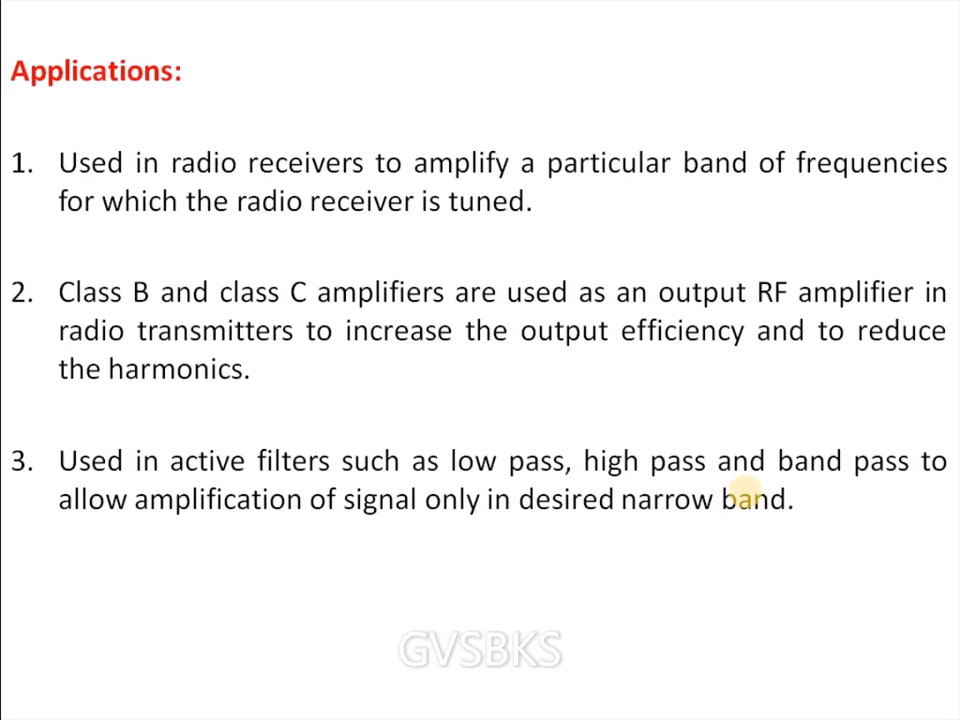 Applications:
1. Used in radio receivers to amplify a particular band of frequencies
for which the radio receiver is tuned.
2. Class B and class C amplifiers are used as an output RF amplifier in
radio transmitters to increase the output efficiency and to reduce
the harmonics.
3. Used in active filters such as low pass, high pass and band pass to
allow amplification of signal only in desired narrow band.
GVSBKS